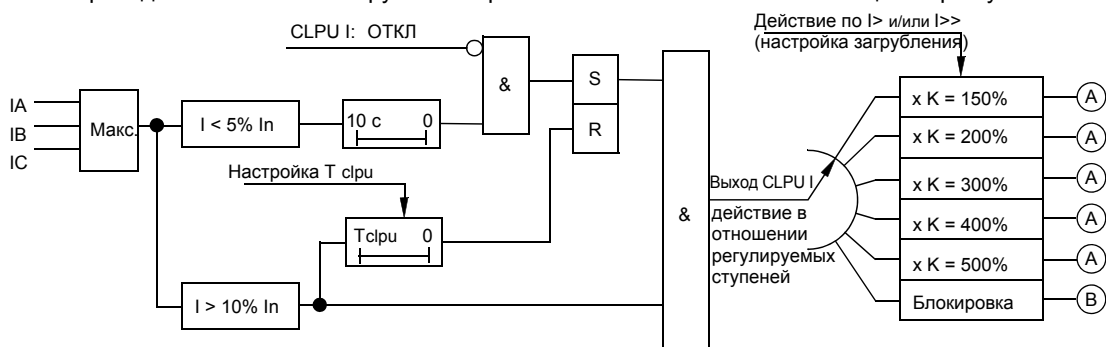 CLPU I: ОТКЛ
Действие по I> и/или I>>
(настройка загрубления)
IA
IB
IC
Макс.
I < 5% In
10 с 0
&
S
R
Настройка T clpu
Tclpu 0
I > 10% In
&
Выход CLPU I
действие в
отношении
регулируемых
ступеней
x K = 150%
A
x K = 200%
A
x K = 300%
A
x K = 400%
A
x K = 500%
A
Блокировка
B